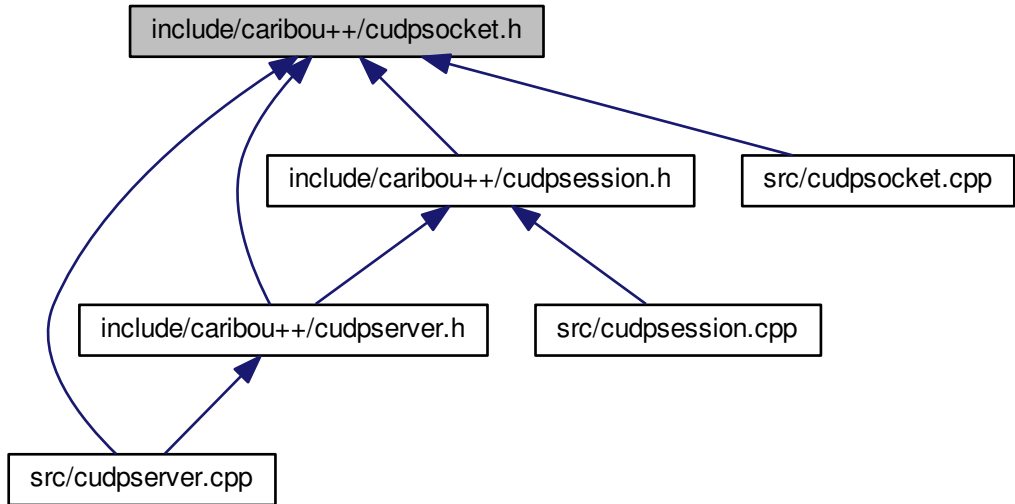 include/caribou++/cudpsocket.h
include/caribou++/cudpsession.h
src/cudpsocket.cpp
include/caribou++/cudpserver.h
src/cudpsession.cpp
src/cudpserver.cpp